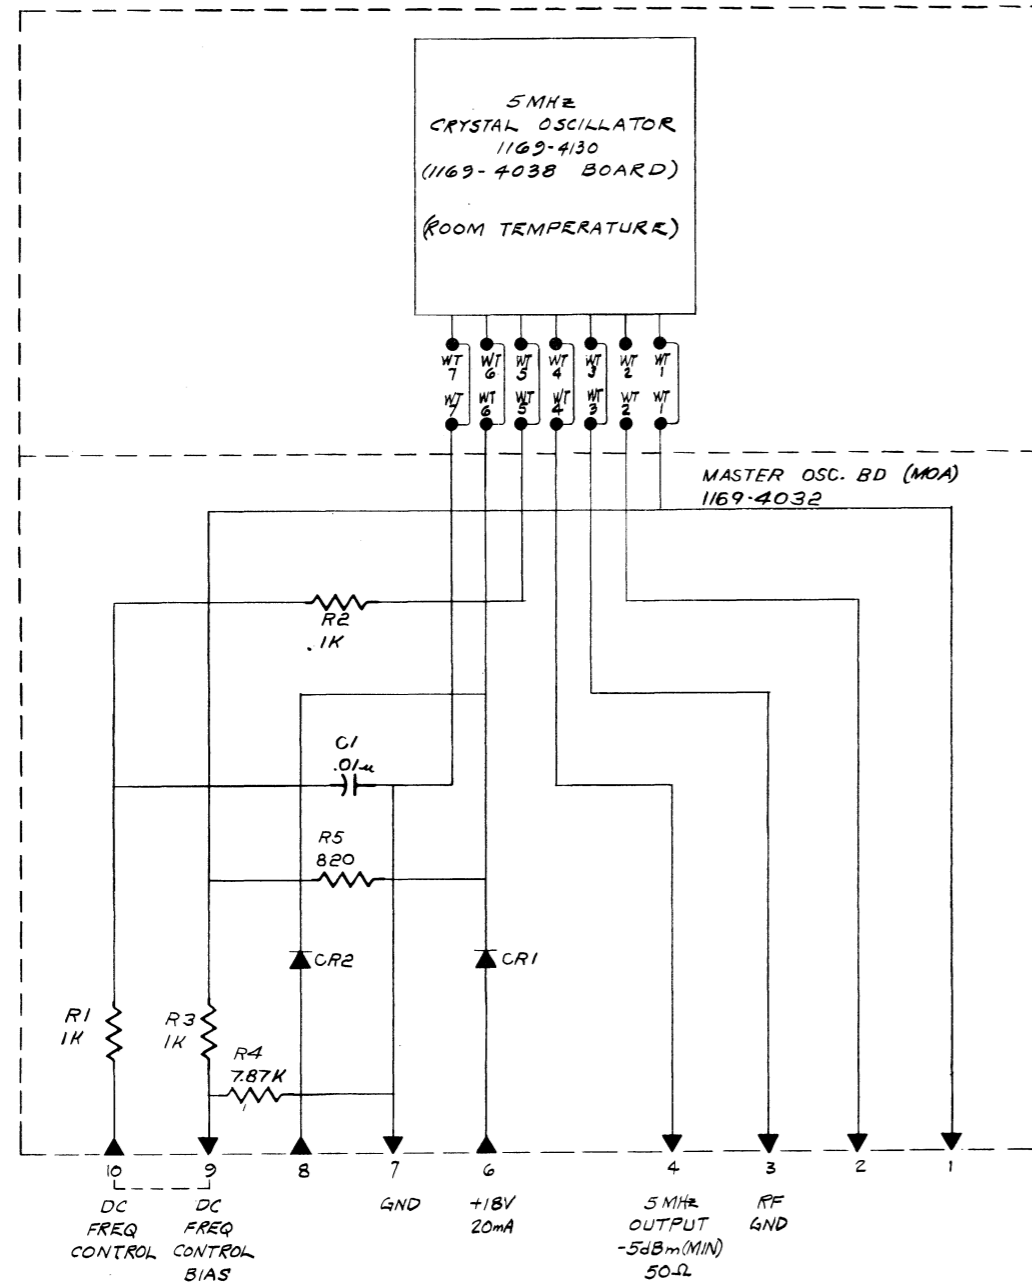 5MHz
CRYSTAL OSCILLATOR
1169-4130
(1169-4038 BOARD)
(ROOM TEMPERATURE)
WT 7
WT 6
WT 5
WT 4
WT 3
WT 2
WT 1
WT 7
WT 6
WT 5
WT 4
WT 3
WT 2
WT 1
MASTER OSC. BD (MOA)
1169-4032
R2
.1K
C1
.01u
R5
820
CR2
CR1
R1
1K
R3
1K
R4
7.87K
10
9
8
7
6
4
3
2
1
DC
FREQ
CONTROL
DC
FREQ
CONTROL
BIAS
GND
+18V
20mA
5MHz
OUTPUT
-5dBm(MIN)
50Ω
RF
GND